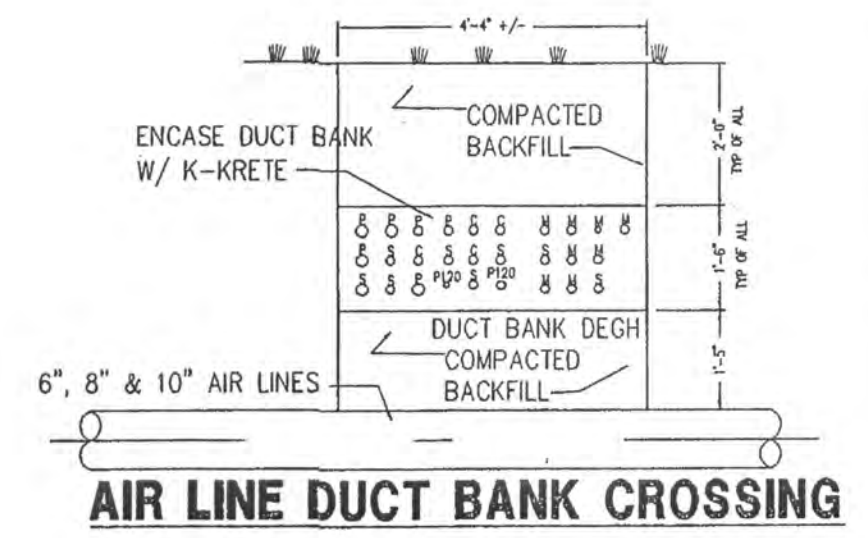 4'-4" +/-
COMPACTED
BACKFILL
ENCASE DUCT BANK
W/ K-KRETE
2'-0"
TYP OF ALL
P P P P C C M M M M
P S C S C S S M M
S S P P120 S P120 M M S
1'-6"
TYP OF ALL
DUCT BANK DEGH
COMPACTED
BACKFILL
1'-5"
6", 8" & 10" AIR LINES
AIR LINE DUCT BANK CROSSING